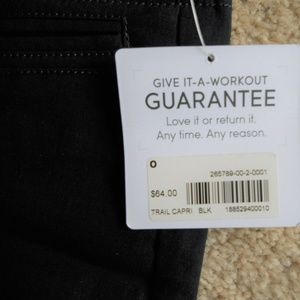 GIVE IT-A-WORKOUT
GUARANTEE
Love it or return it.
Any time. Any reason.
0
265789-00-2-0001
$64.00
TRAIL CAPRI BLK 188529400010